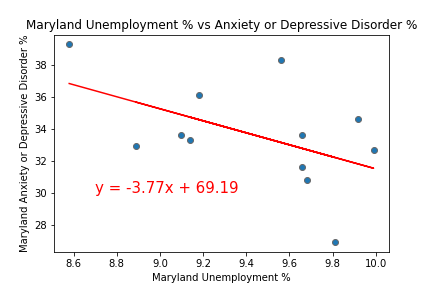 Maryland Unemployment % vs Anxiety or Depressive Disorder %
Maryland Anxiety or Depressive Disorder %
38
36
34
32
30
28
y = -3.77x + 69.19
8.6 8.8 9.0 9.2 9.4 9.6 9.8 10.0
Maryland Unemployment %